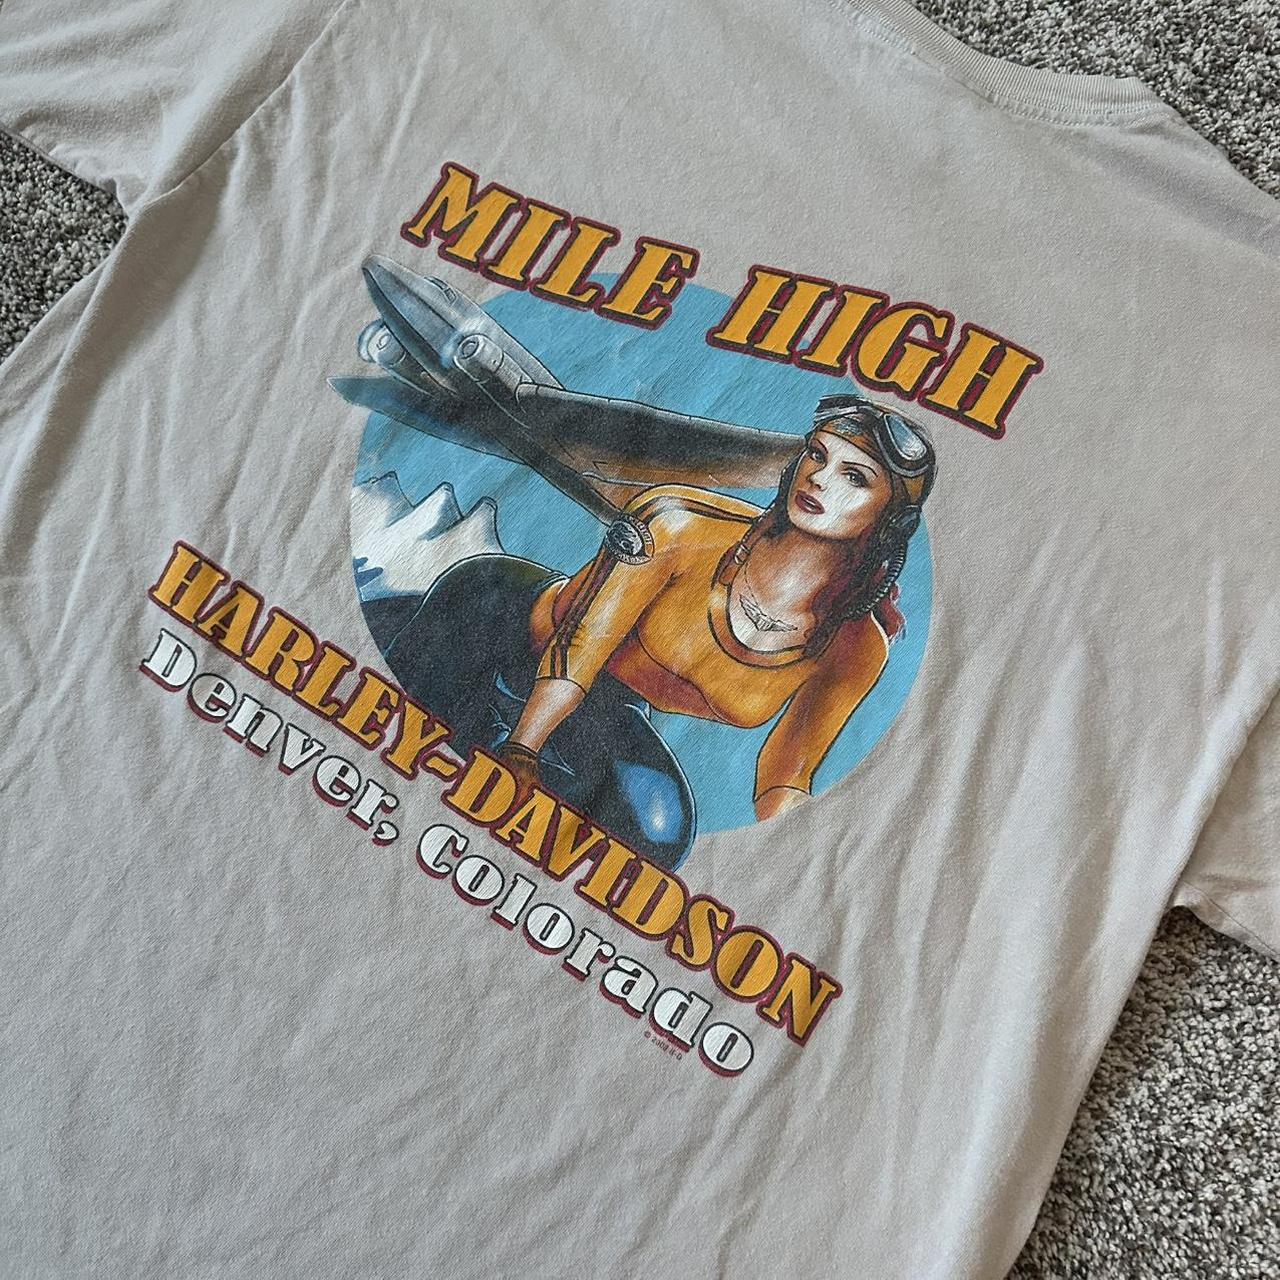 MILE HIGH
HARLEY-DAVIDSON
Denver, Colorado